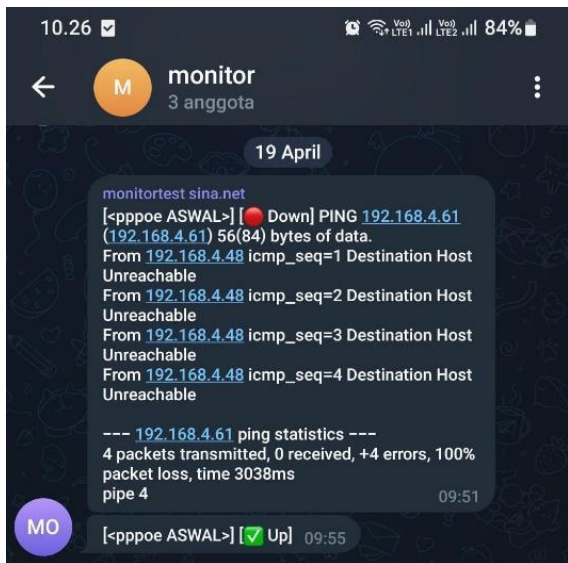 10.26 Vo)) LTE1 Vo)) LTE2 84%
M monitor
3 anggota
19 April
monitortest sina.net
[<pppoe ASWAL>] [🔴 Down] PING 192.168.4.61
(192.168.4.61) 56(84) bytes of data.
From 192.168.4.48 icmp_seq=1 Destination Host
Unreachable
From 192.168.4.48 icmp_seq=2 Destination Host
Unreachable
From 192.168.4.48 icmp_seq=3 Destination Host
Unreachable
From 192.168.4.48 icmp_seq=4 Destination Host
Unreachable
--- 192.168.4.61 ping statistics ---
4 packets transmitted, 0 received, +4 errors, 100%
packet loss, time 3038ms
pipe 4 09:51
MO
[<pppoe ASWAL>] [✅ Up] 09:55